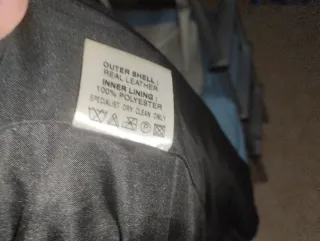 OUTER SHELL :
REAL LEATHER
INNER LINING :
100% POLYESTER
SPECIALIST DRY CLEAN ONLY